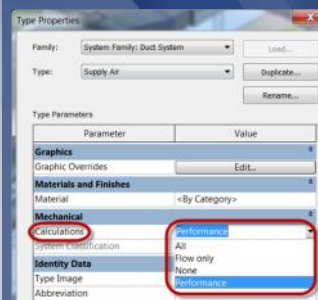 Type Properties
Family: System Family: Duct System Load...
Type: Supply Air Duplicate...
Rename...
Type Parameters
Parameter Value
Graphics
Graphic Overrides Edit...
Materials and Finishes
Material <By Category>
Mechanical
Calculations Performance
System Classification All
Flow only
Identity Data None
Type Image Performance
Abbreviation